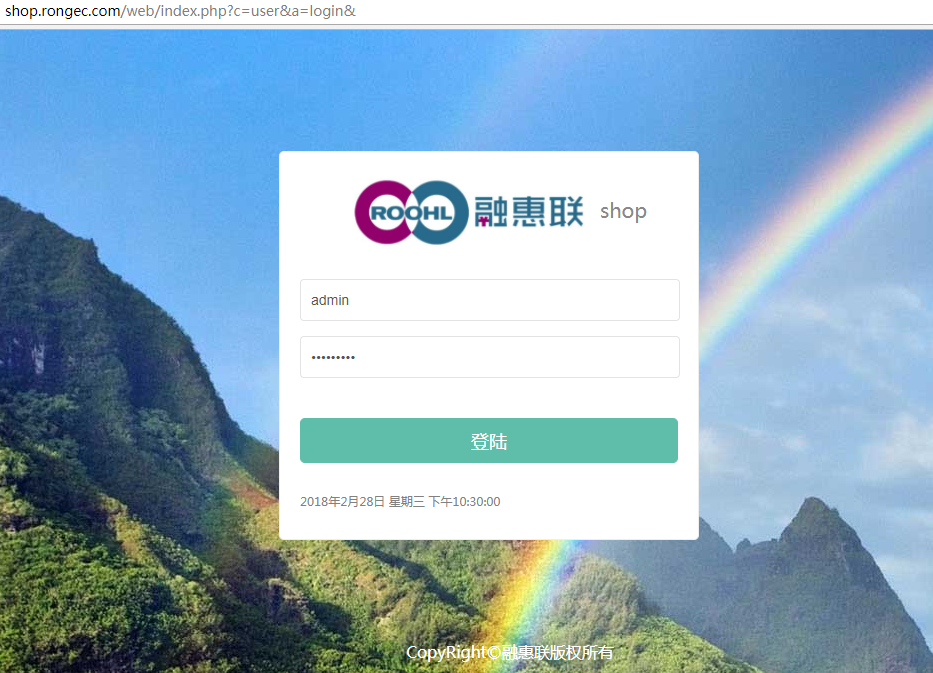 shop.rongec.com/web/index.php?c=user&a=login&
ROOHL 融惠联 shop
admin
•••••••••
登陆
2018年2月28日 星期三 下午10:30:00
CopyRight©融惠联版权所有